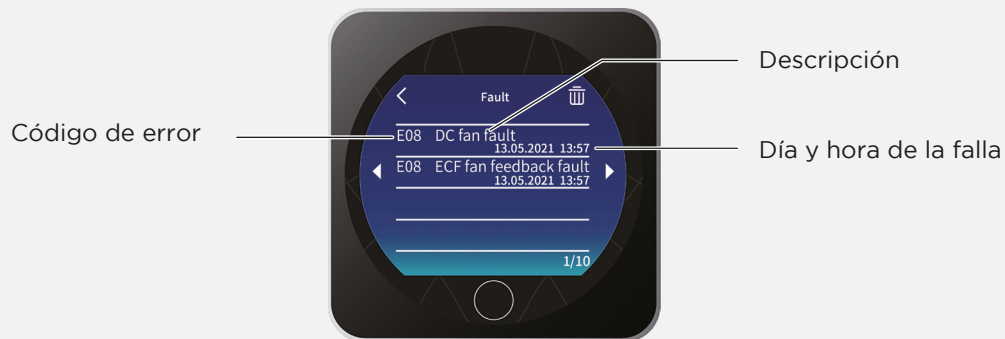 Descripción
Fault
Código de error
E08 DC fan fault
13.05.2021 13:57
Día y hora de la falla
E08 ECF fan feedback fault
13.05.2021 13:57
1/10